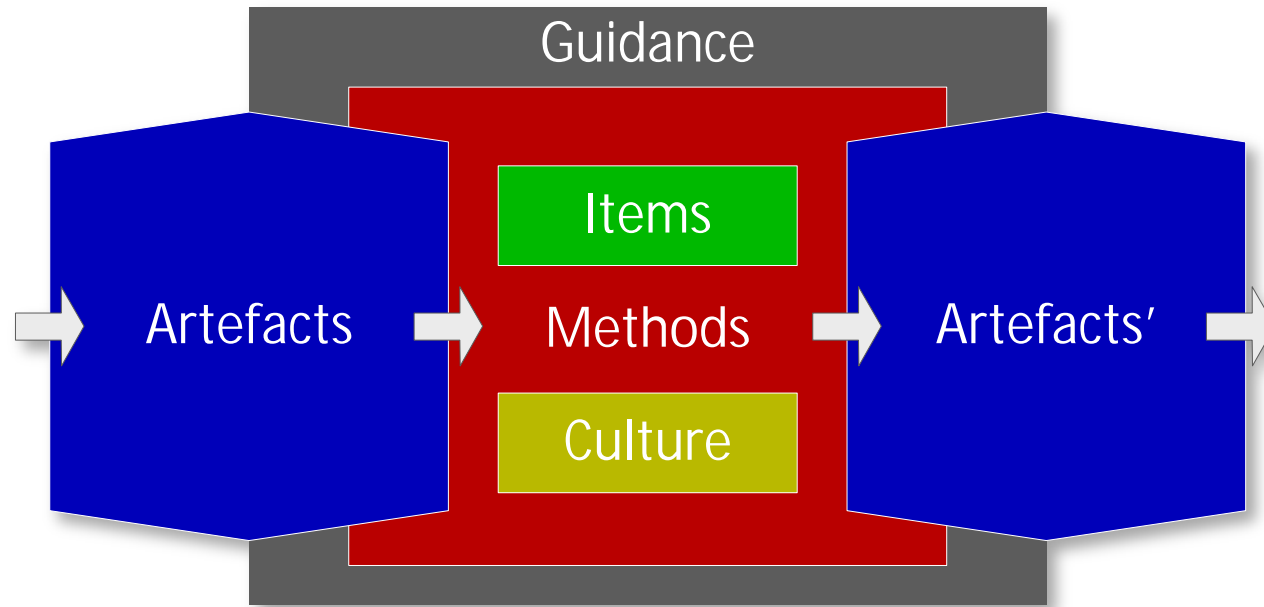 Guidance
Items
Artefacts
Methods
Artefacts′
Culture